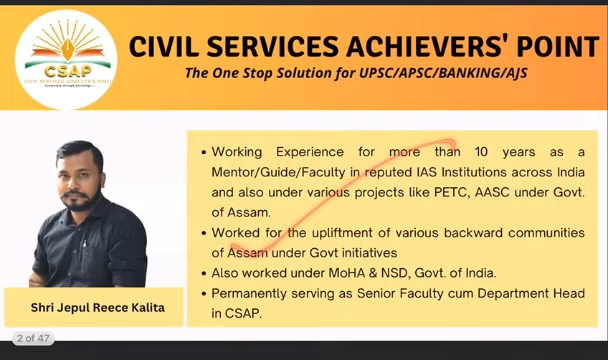 CSAP
CIVIL SERVICES ACHIEVERS' POINT
The One Stop Solution for UPSC/APSC/BANKING/AJS
• Working Experience for more than 10 years as a
Mentor/Guide/Faculty in reputed IAS Institutions across India
and also under various projects like PETC, AASC under Govt.
of Assam.
• Worked for the upliftment of various backward communities
of Assam under Govt initiatives
• Also worked under MoHA & NSD, Govt. of India.
• Permanently serving as Senior Faculty cum Department Head
in CSAP.
Shri Jepul Reece Kalita
2 of 47